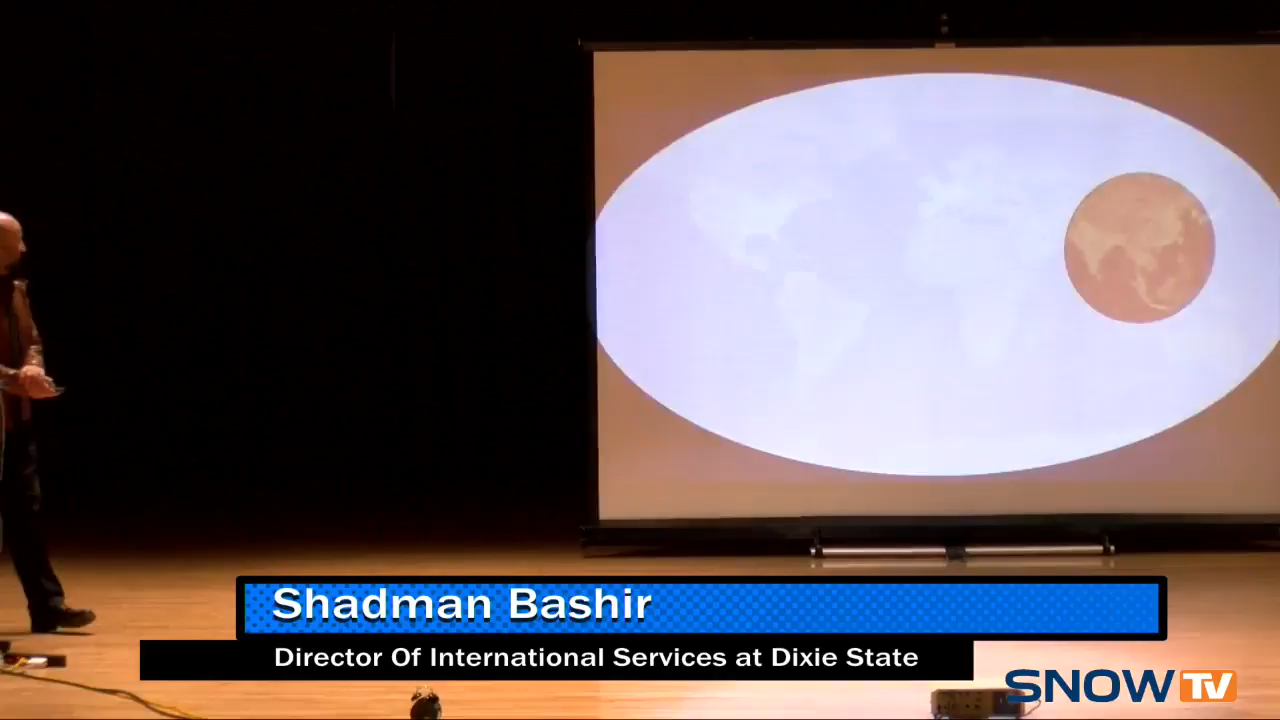 Shadman Bashir
Director Of International Services at Dixie State
SNOW TV